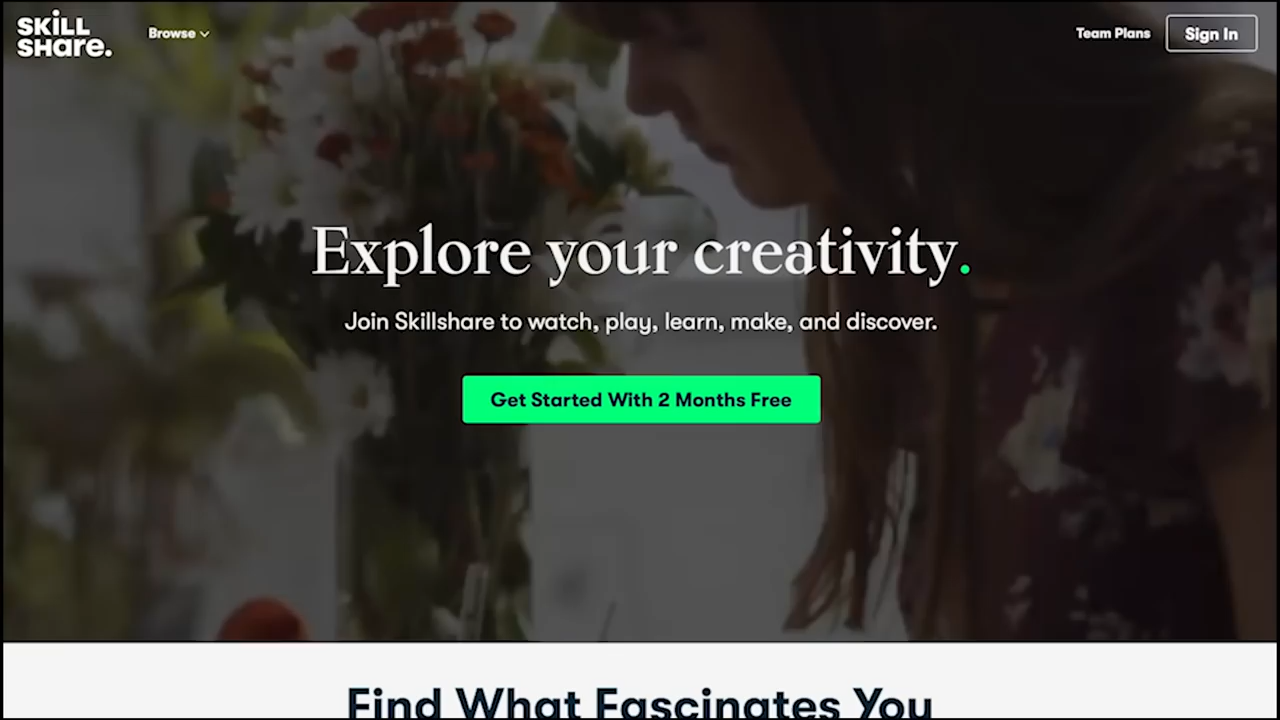 SKILL
SHare.
Browse
Team Plans
Sign In
Explore your creativity.
Join Skillshare to watch, play, learn, make, and discover.
Get Started With 2 Months Free
Find What Fascinates You